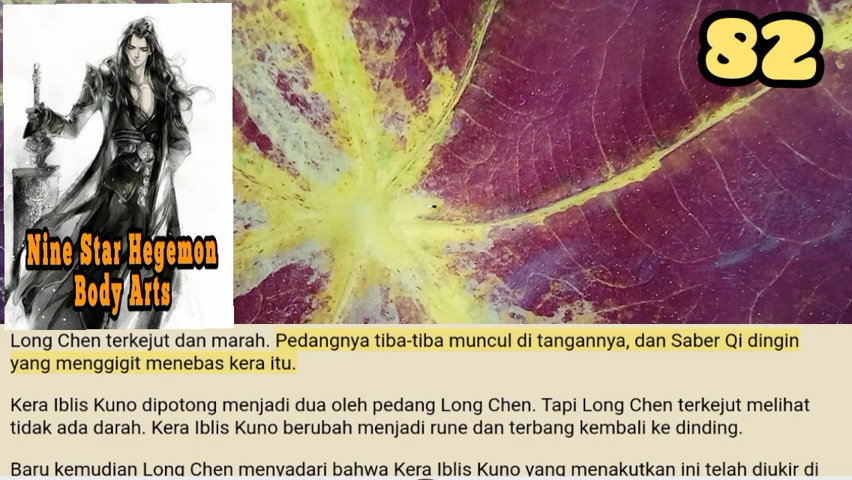 82
Nine Star Hegemon
Body Arts
Long Chen terkejut dan marah. Pedangnya tiba-tiba muncul di tangannya, dan Saber Qi dingin
yang menggigit menebas kera itu.
Kera Iblis Kuno dipotong menjadi dua oleh pedang Long Chen. Tapi Long Chen terkejut melihat
tidak ada darah. Kera Iblis Kuno berubah menjadi rune dan terbang kembali ke dinding.
Baru kemudian Long Chen menyadari bahwa Kera Iblis Kuno yang menakutkan ini telah diukir di